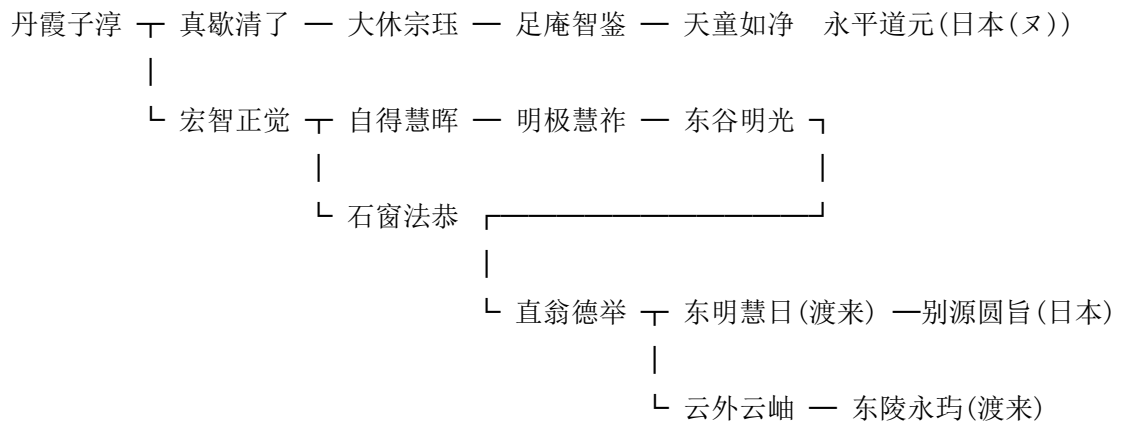 丹霞子淳 ┬ 真歇清了 ─ 大休宗珏 ─ 足庵智鉴 ─ 天童如净 永平道元(日本(ヌ))
└ 宏智正觉 ┬ 自得慧晖 ─ 明极慧祚 ─ 东谷明光 ┐
└ 石窗法恭 ┌──────────┘
└ 直翁德举 ┬ 东明慧日(渡来) ─别源圆旨(日本)
└ 云外云岫 ─ 东陵永玙(渡来)